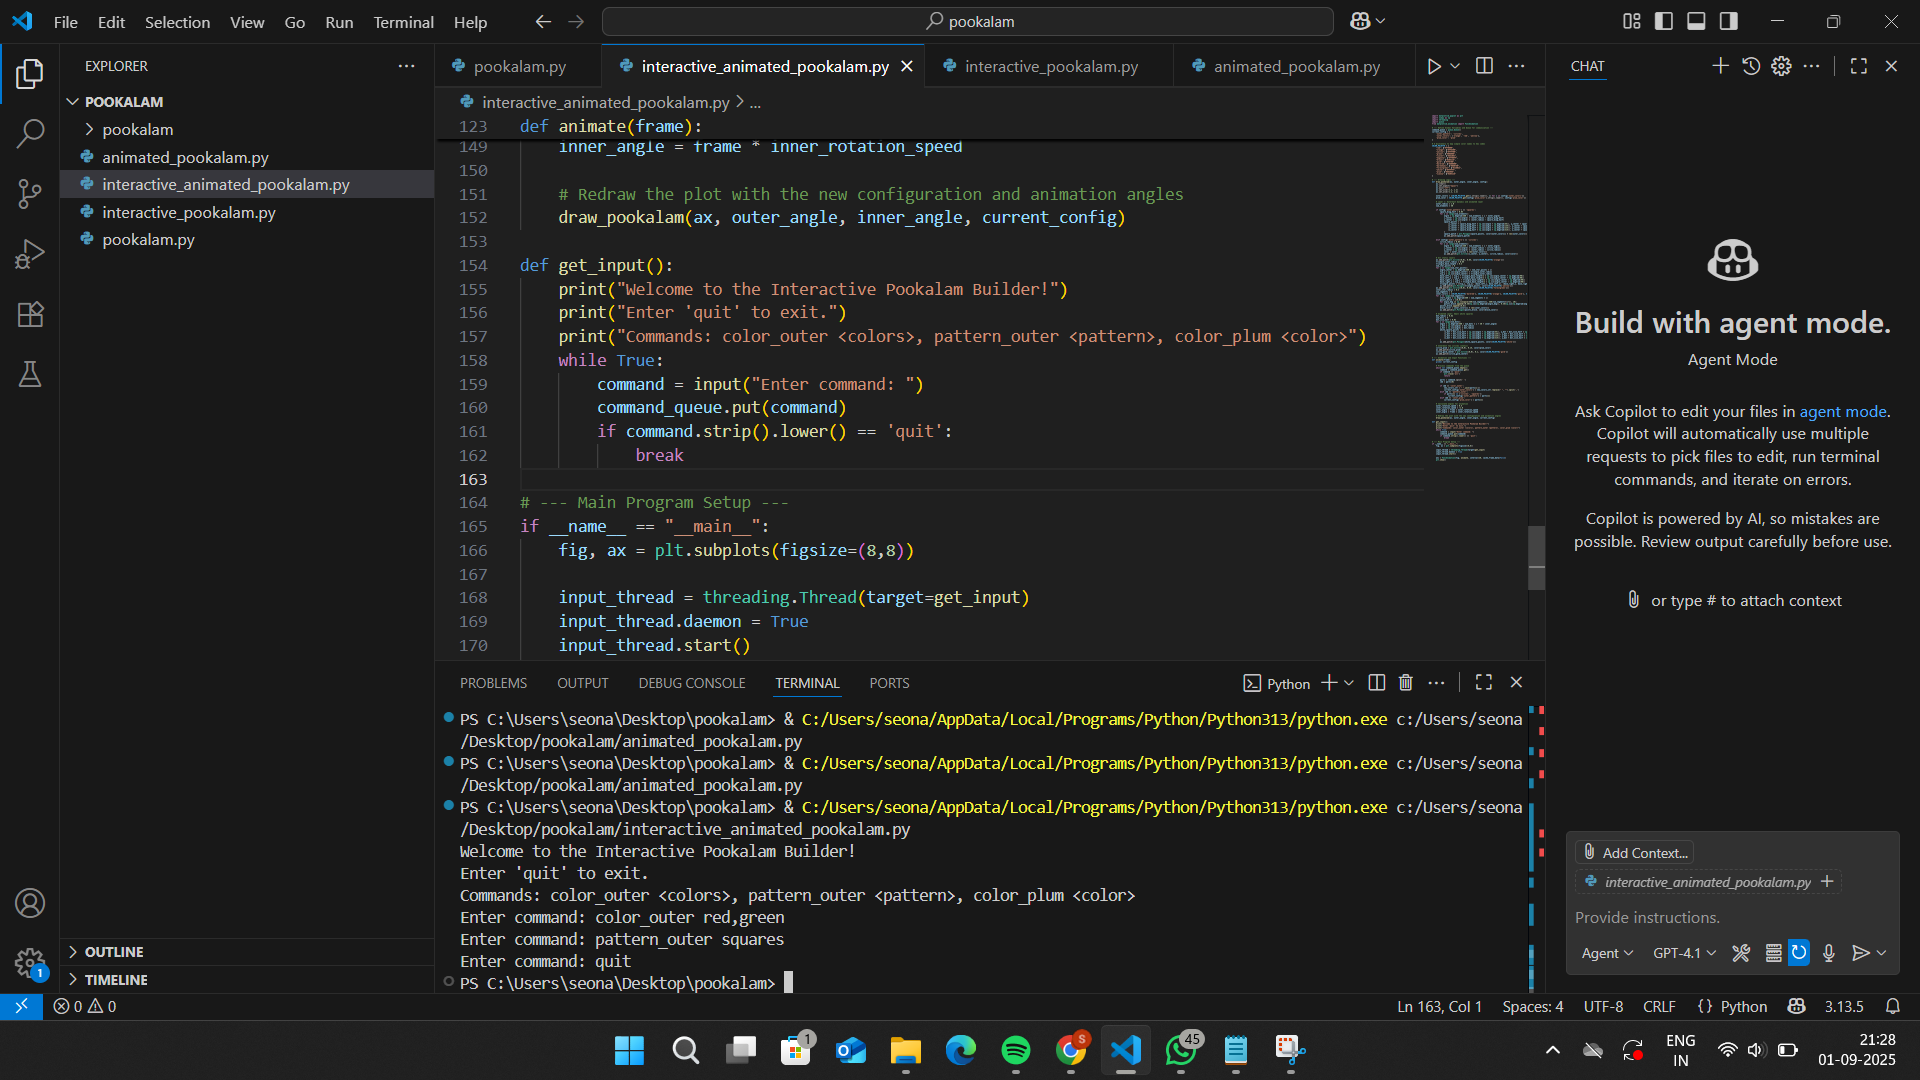 File Edit Selection View Go Run Terminal Help
pookalam
EXPLORER
POOKALAM
pookalam
animated_pookalam.py
interactive_animated_pookalam.py
interactive_pookalam.py
pookalam.py
OUTLINE
TIMELINE
pookalam.py interactive_animated_pookalam.py interactive_pookalam.py animated_pookalam.py
interactive_animated_pookalam.py > ...
123 def animate(frame):
149 inner_angle = frame * inner_rotation_speed
150
151 # Redraw the plot with the new configuration and animation angles
152 draw_pookalam(ax, outer_angle, inner_angle, current_config)
153
154 def get_input():
155 print("Welcome to the Interactive Pookalam Builder!")
156 print("Enter 'quit' to exit.")
157 print("Commands: color_outer <colors>, pattern_outer <pattern>, color_plum <color>")
158 while True:
159 command = input("Enter command: ")
160 command_queue.put(command)
161 if command.strip().lower() == 'quit':
162 break
163
164 # --- Main Program Setup ---
165 if __name__ == "__main__":
166 fig, ax = plt.subplots(figsize=(8,8))
167
168 input_thread = threading.Thread(target=get_input)
169 input_thread.daemon = True
170 input_thread.start()
PROBLEMS OUTPUT DEBUG CONSOLE TERMINAL PORTS
Python
PS C:\Users\seona\Desktop\pookalam> & C:/Users/seona/AppData/Local/Programs/Python/Python313/python.exe c:/Users/seona
/Desktop/pookalam/animated_pookalam.py
PS C:\Users\seona\Desktop\pookalam> & C:/Users/seona/AppData/Local/Programs/Python/Python313/python.exe c:/Users/seona
/Desktop/pookalam/animated_pookalam.py
PS C:\Users\seona\Desktop\pookalam> & C:/Users/seona/AppData/Local/Programs/Python/Python313/python.exe c:/Users/seona
/Desktop/pookalam/interactive_animated_pookalam.py
Welcome to the Interactive Pookalam Builder!
Enter 'quit' to exit.
Commands: color_outer <colors>, pattern_outer <pattern>, color_plum <color>
Enter command: color_outer red,green
Enter command: pattern_outer squares
Enter command: quit
PS C:\Users\seona\Desktop\pookalam>
CHAT
Build with agent mode.
Agent Mode
Ask Copilot to edit your files in agent mode.
Copilot will automatically use multiple
requests to pick files to edit, run terminal
commands, and iterate on errors.
Copilot is powered by AI, so mistakes are
possible. Review output carefully before use.
or type # to attach context
Add Context...
interactive_animated_pookalam.py
Provide instructions.
Agent GPT-4.1
1
0 0
Ln 163, Col 1 Spaces: 4 UTF-8 CRLF {} Python 3.13.5
1
S
45
ENG
IN
21:28
01-09-2025